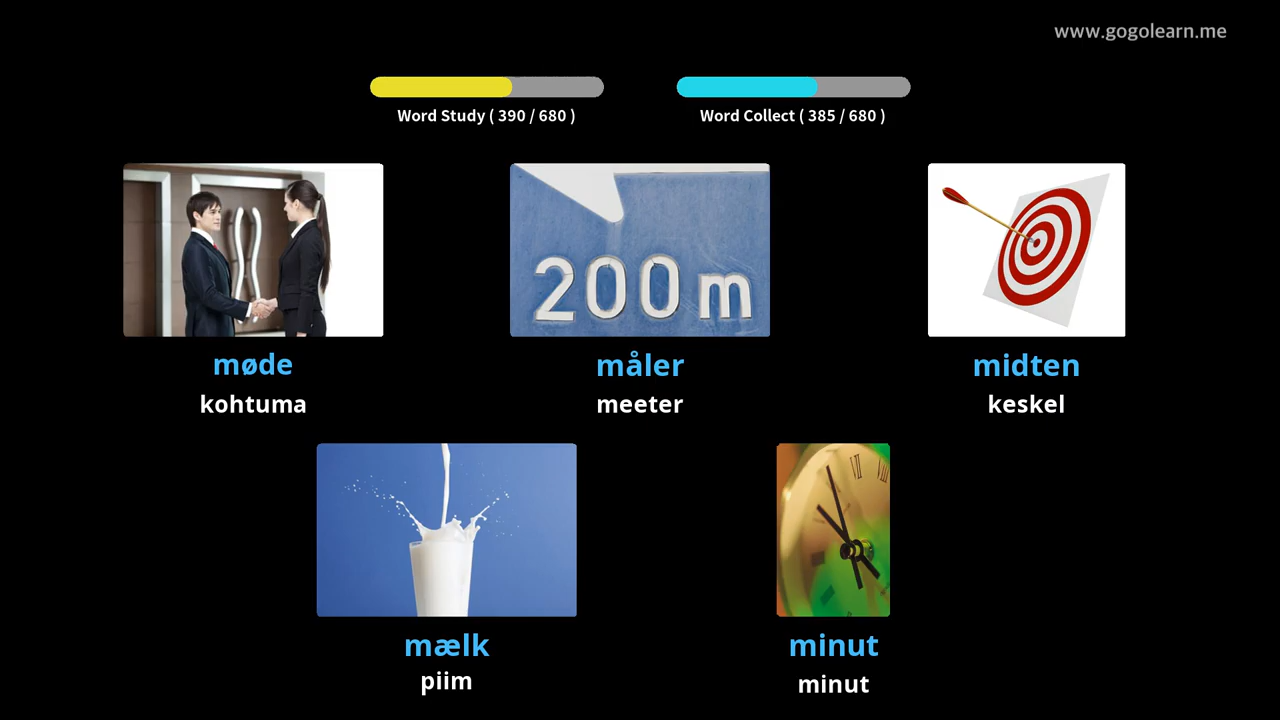 www.gogolearn.me
Word Study ( 390 / 680 )
Word Collect ( 385 / 680 )
200 m
møde
kohtuma
måler
meeter
midten
keskel
mælk
piim
minut
minut